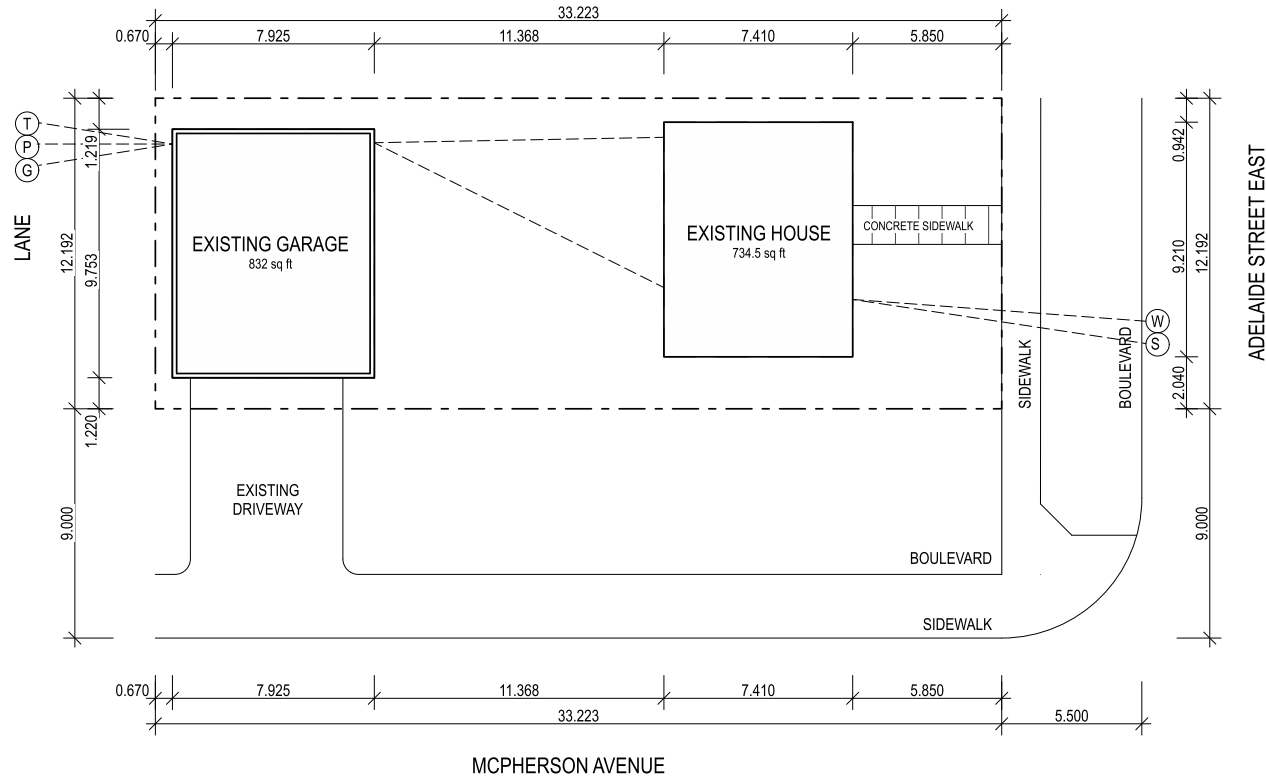 33.223
0.670 7.925 11.368 7.410 5.850
T
P
G
LANE
12.192
1.219
9.753
1.220
9.000
EXISTING GARAGE
832 sq ft
EXISTING HOUSE
734.5 sq ft
CONCRETE SIDEWALK
0.942
9.210
12.192
2.040
9.000
ADELAIDE STREET EAST
W
S
SIDEWALK
BOULEVARD
EXISTING
DRIVEWAY
BOULEVARD
SIDEWALK
0.670 7.925 11.368 7.410 5.850
33.223 5.500
MCPHERSON AVENUE